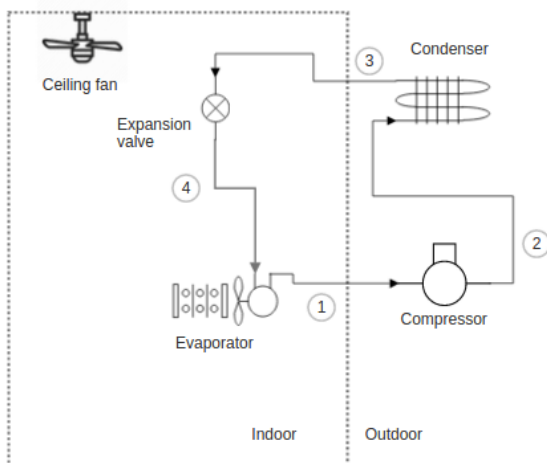 Condenser
3
Ceiling fan
Expansion
valve
4
2
1
Compressor
Evaporator
Indoor
Outdoor